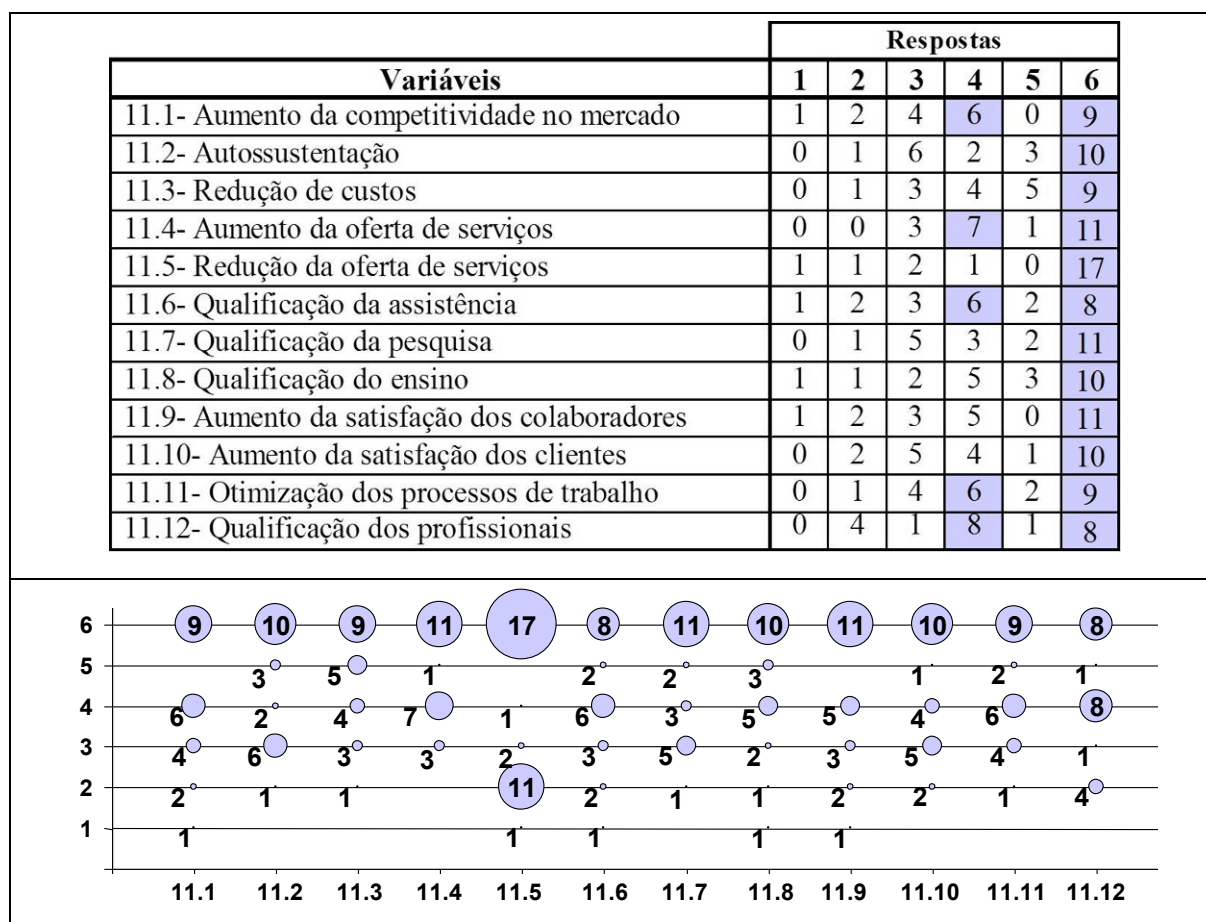 Respostas
Variáveis 1 2 3 4 5 6
11.1- Aumento da competitividade no mercado 1 2 4 6 0 9
11.2- Autossustentação 0 1 6 2 3 10
11.3- Redução de custos 0 1 3 4 5 9
11.4- Aumento da oferta de serviços 0 0 3 7 1 11
11.5- Redução da oferta de serviços 1 1 2 1 0 17
11.6- Qualificação da assistência 1 2 3 6 2 8
11.7- Qualificação da pesquisa 0 1 5 3 2 11
11.8- Qualificação do ensino 1 1 2 5 3 10
11.9- Aumento da satisfação dos colaboradores 1 2 3 5 0 11
11.10- Aumento da satisfação dos clientes 0 2 5 4 1 10
11.11- Otimização dos processos de trabalho 0 1 4 6 2 9
11.12- Qualificação dos profissionais 0 4 1 8 1 8
6 9 10 9 11 17 8 11 10 11 10 9 8
5 3 5 1 2 2 3 1 2 1
4 6 2 4 7 1 6 3 5 5 4 6 8
3 4 6 3 3 2 3 5 2 3 5 4 1
2 2 1 1 11 2 1 1 2 2 1 4
1 1 1 1 1 1
11.1 11.2 11.3 11.4 11.5 11.6 11.7 11.8 11.9 11.10 11.11 11.12